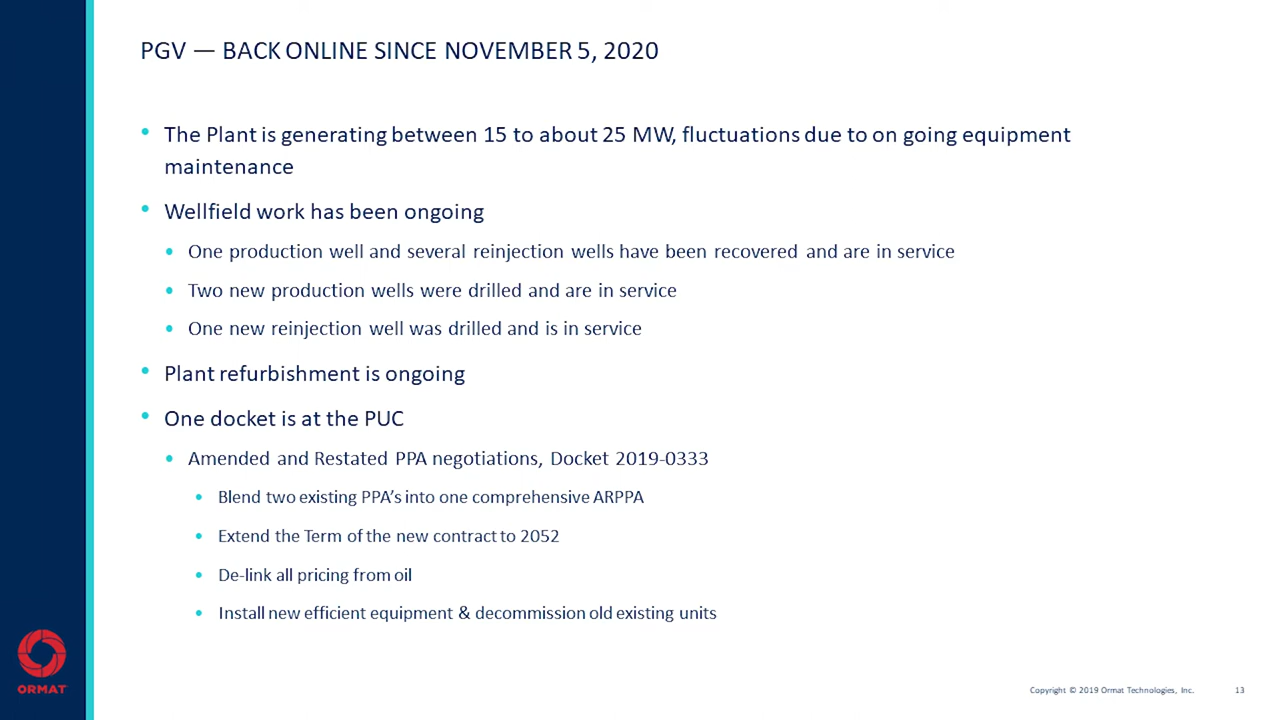 PGV — BACK ONLINE SINCE NOVEMBER 5, 2020
• The Plant is generating between 15 to about 25 MW, fluctuations due to on going equipment
maintenance
• Wellfield work has been ongoing
• One production well and several reinjection wells have been recovered and are in service
• Two new production wells were drilled and are in service
• One new reinjection well was drilled and is in service
• Plant refurbishment is ongoing
• One docket is at the PUC
• Amended and Restated PPA negotiations, Docket 2019-0333
• Blend two existing PPA’s into one comprehensive ARPPA
• Extend the Term of the new contract to 2052
• De-link all pricing from oil
• Install new efficient equipment & decommission old existing units
ORMAT
Copyright © 2019 Ormat Technologies, Inc. 13